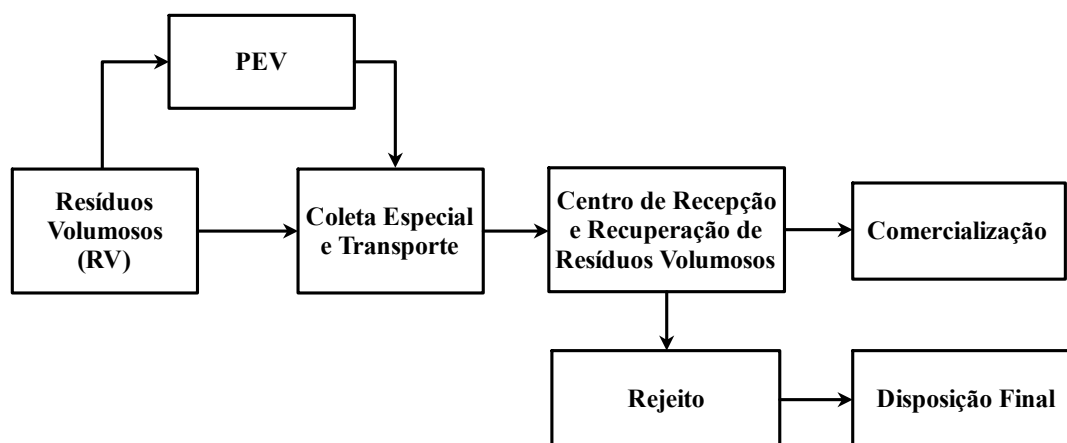 PEV
Resíduos
Volumosos
(RV)
Coleta Especial
e Transporte
Centro de Recepção
e Recuperação de
Resíduos Volumosos
Comercialização
Rejeito
Disposição Final